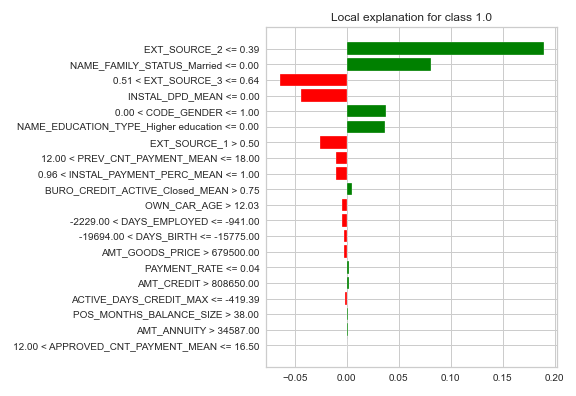 Local explanation for class 1.0
EXT_SOURCE_2 <= 0.39
NAME_FAMILY_STATUS_Married <= 0.00
0.51 < EXT_SOURCE_3 <= 0.64
INSTAL_DPD_MEAN <= 0.00
0.00 < CODE_GENDER <= 1.00
NAME_EDUCATION_TYPE_Higher education <= 0.00
EXT_SOURCE_1 > 0.50
12.00 < PREV_CNT_PAYMENT_MEAN <= 18.00
0.96 < INSTAL_PAYMENT_PERC_MEAN <= 1.00
BURO_CREDIT_ACTIVE_Closed_MEAN > 0.75
OWN_CAR_AGE > 12.03
-2229.00 < DAYS_EMPLOYED <= -941.00
-19694.00 < DAYS_BIRTH <= -15775.00
AMT_GOODS_PRICE > 679500.00
PAYMENT_RATE <= 0.04
AMT_CREDIT > 808650.00
ACTIVE_DAYS_CREDIT_MAX <= -419.39
POS_MONTHS_BALANCE_SIZE > 38.00
AMT_ANNUITY > 34587.00
12.00 < APPROVED_CNT_PAYMENT_MEAN <= 16.50
−0.05 0.00 0.05 0.10 0.15 0.20